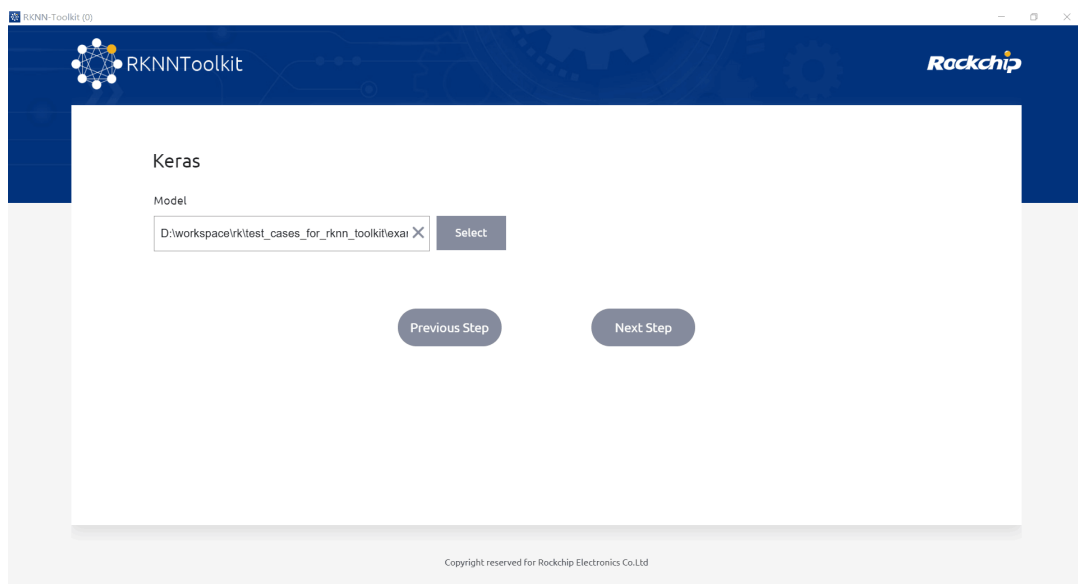 RKNN-Toolkit (0)
RKNNToolkit
Rockchip
Keras
Model
D:\workspace\rk\test_cases_for_rknn_toolkit\exar
Select
Previous Step
Next Step
Copyright reserved for Rockchip Electronics Co.Ltd